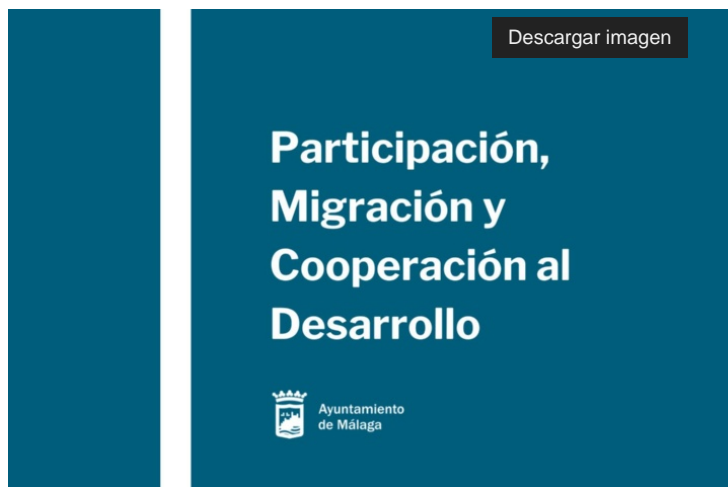 Descargar imagen
Participación,
Migración y
Cooperación al
Desarrollo
Ayuntamiento
de Málaga